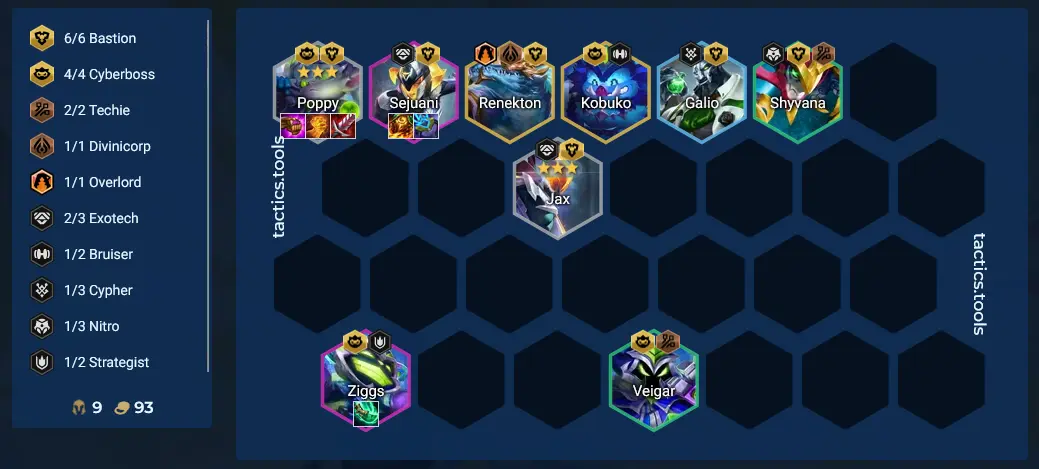 6/6 Bastion
4/4 Cyberboss
2/2 Techie
1/1 Divinicorp
1/1 Overlord
2/3 Exotech
1/2 Bruiser
1/3 Cypher
1/3 Nitro
1/2 Strategist
9 93
Poppy
Sejuani
Renekton
Kobuko
Galio
Shyvana
Jax
Ziggs
Veigar
tactics.tools
tactics.tools